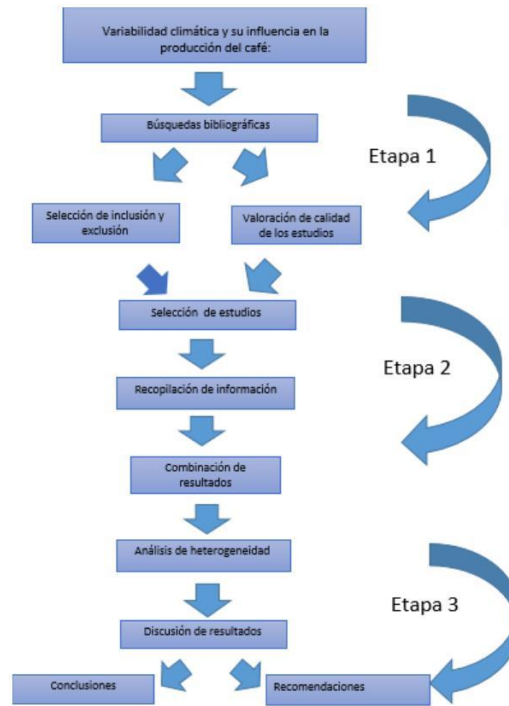 Variabilidad climática y su influencia en la
producción del café:
Búsquedas bibliográficas
Etapa 1
Selección de inclusión y
exclusión
Valoración de calidad
de los estudios
Selección de estudios
Etapa 2
Recopilación de información
Combinación de
resultados
Análisis de heterogeneidad
Etapa 3
Discusión de resultados
Conclusiones
Recomendaciones